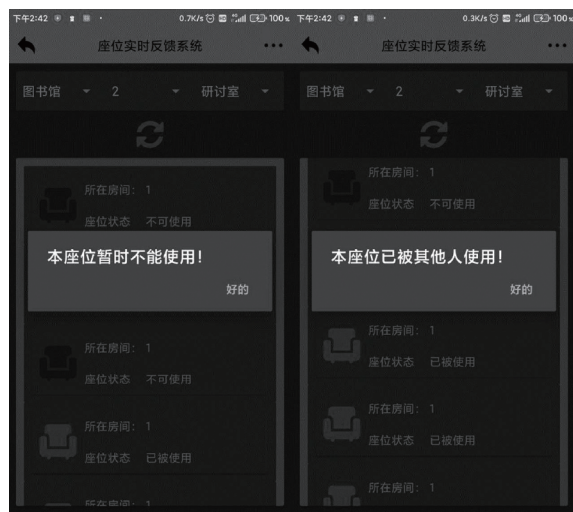 下午2:42
0.7K/s
100%
座位实时反馈系统
图书馆 2 研讨室
所在房间： 1
座位状态 不可使用
本座位暂时不能使用！
好的
所在房间： 1
座位状态 不可使用
所在房间： 1
座位状态 已被使用
所在房间： 1
下午2:42
0.3K/s
100%
座位实时反馈系统
图书馆 2 研讨室
所在房间： 1
座位状态 不可使用
本座位已被其他人使用！
好的
所在房间： 1
座位状态 已被使用
所在房间： 1
座位状态 已被使用
所在房间： 1